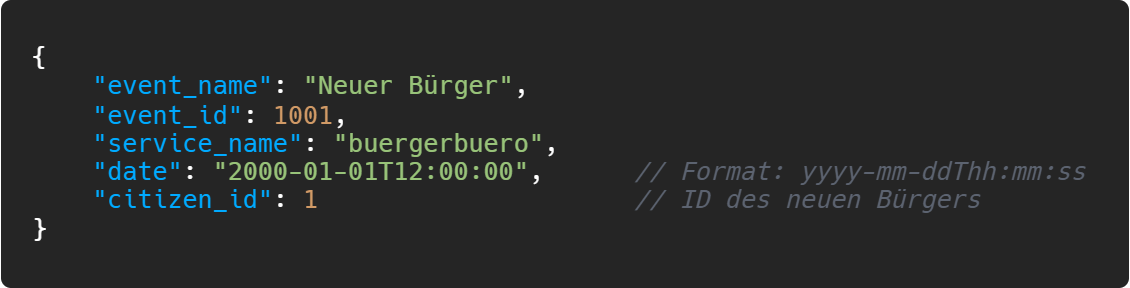 {
    "event_name": "Neuer Bürger",
    "event_id": 1001,
    "service_name": "buergerbuero",
    "date": "2000-01-01T12:00:00",       // Format: yyyy-mm-ddThh:mm:ss
    "citizen_id": 1                     // ID des neuen Bürgers
}